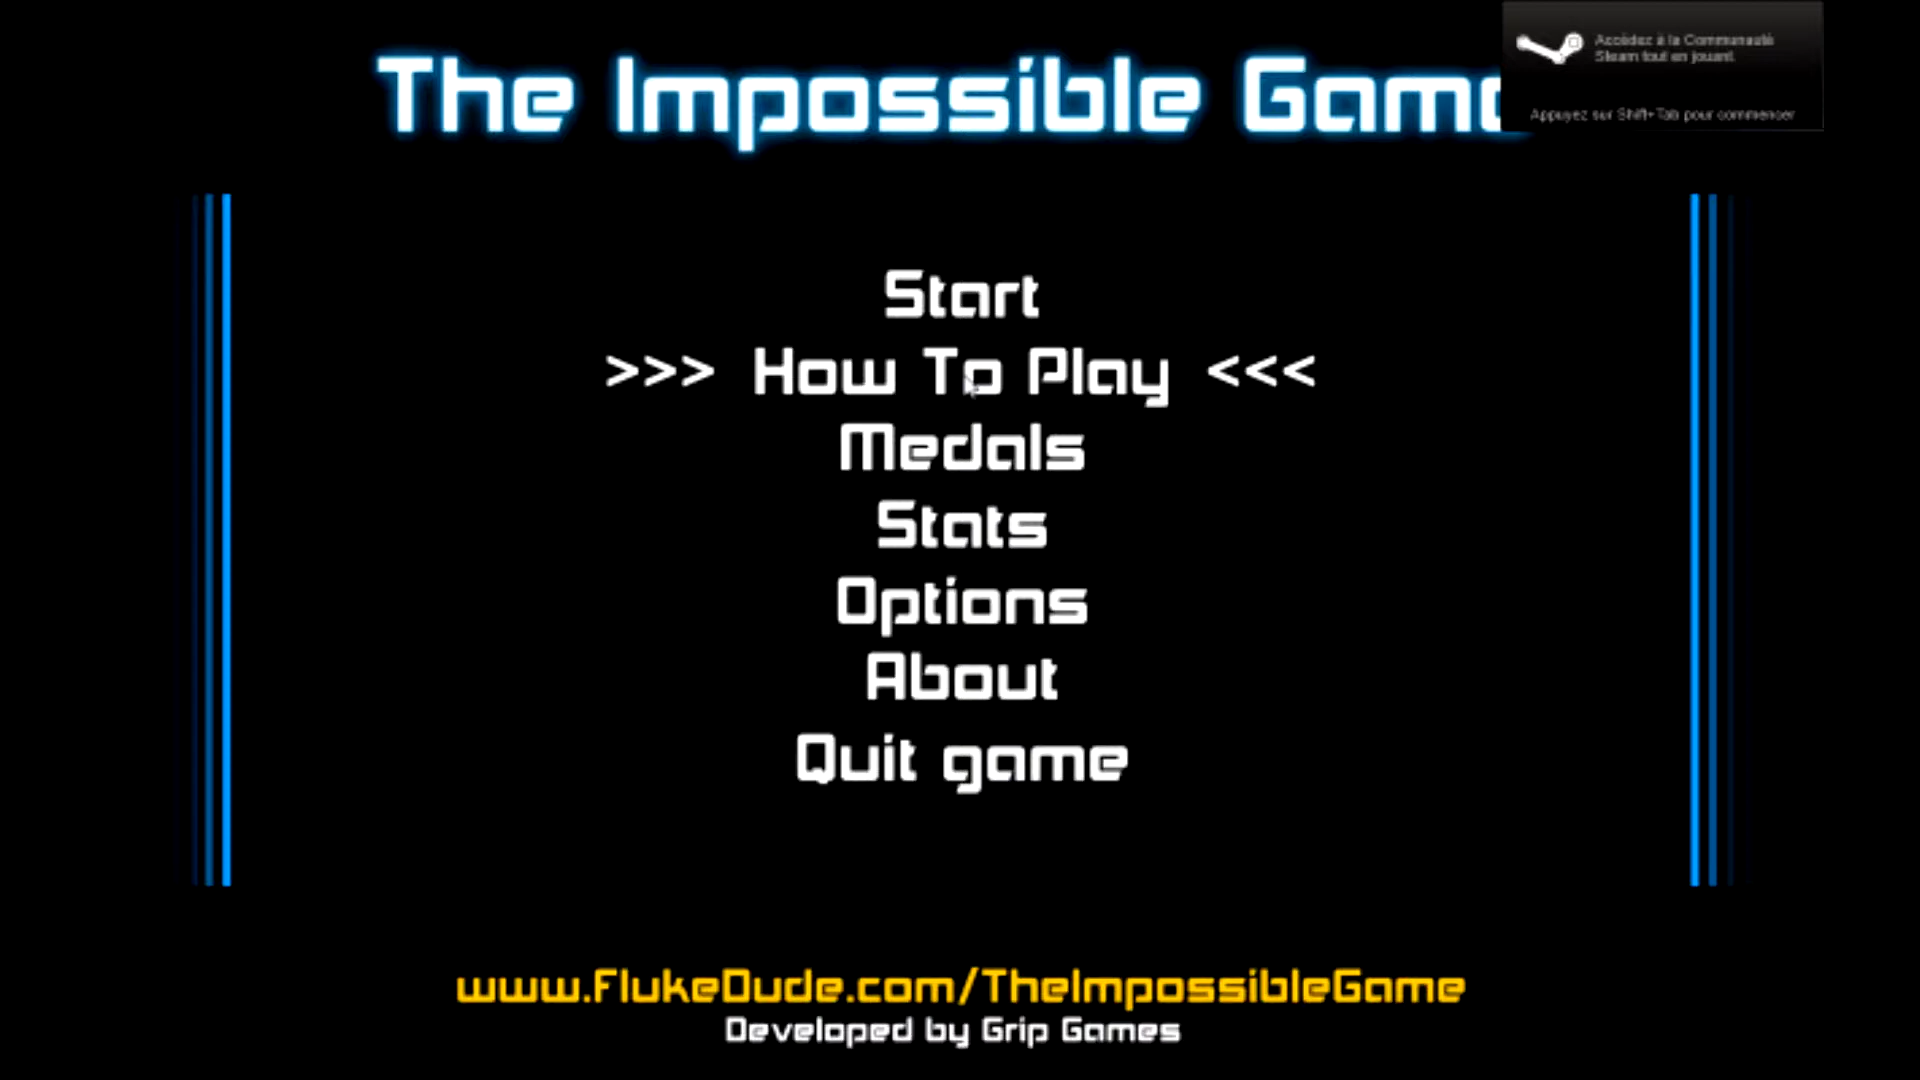 The Impossible Game
Accédez à la Communauté
Steam tout en jouant.
Appuyez sur Shift+Tab pour commencer
Start
>>> How To Play <<<
Medals
Stats
Options
About
Quit game
www.FlukeDude.com/TheImpossibleGame
Developed by Grip Games